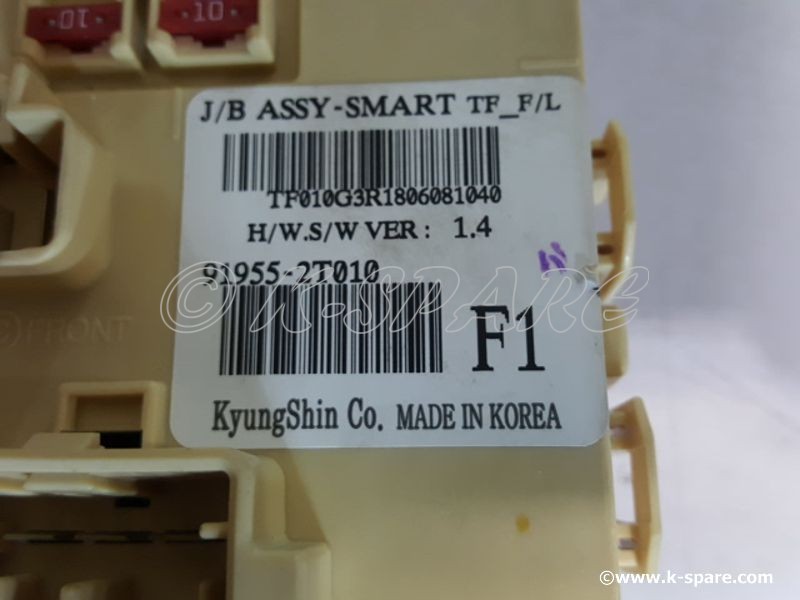 10
10
J/B ASSY-SMART TF_F/L
TF010G3R1806081040
H/W.S/W VER : 1.4
91955-2T010
© K-SPARE
F1
FRONT
KyungShin Co. MADE IN KOREA
©www.k-spare.com